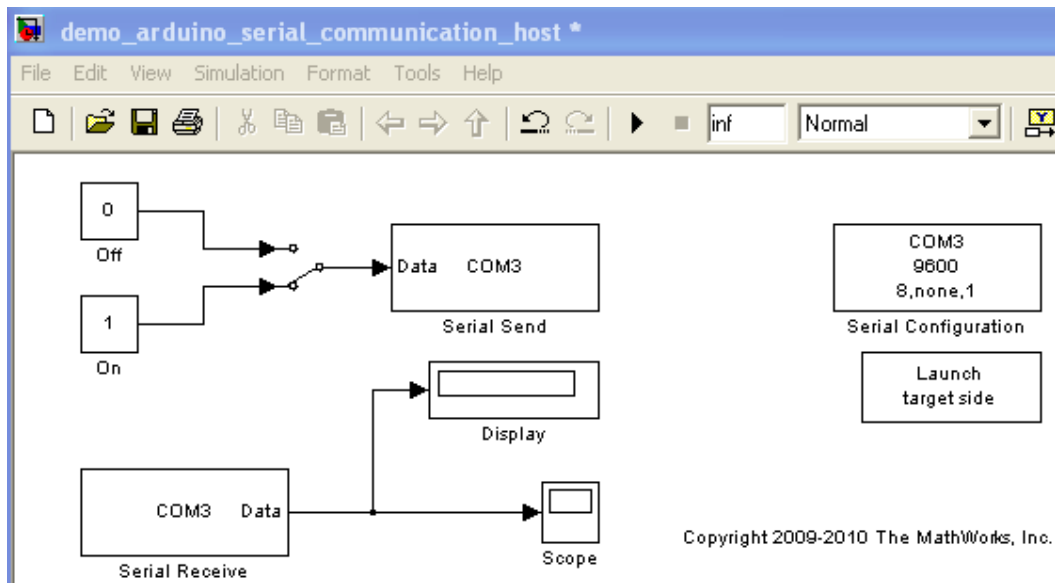 demo_arduino_serial_communication_host *
File Edit View Simulation Format Tools Help
inf Normal
0
Off
1
On
Data COM3
Serial Send
COM3
9600
8,none,1
Serial Configuration
Launch
target side
Display
COM3 Data
Serial Receive
Scope
Copyright 2009-2010 The MathWorks, Inc.